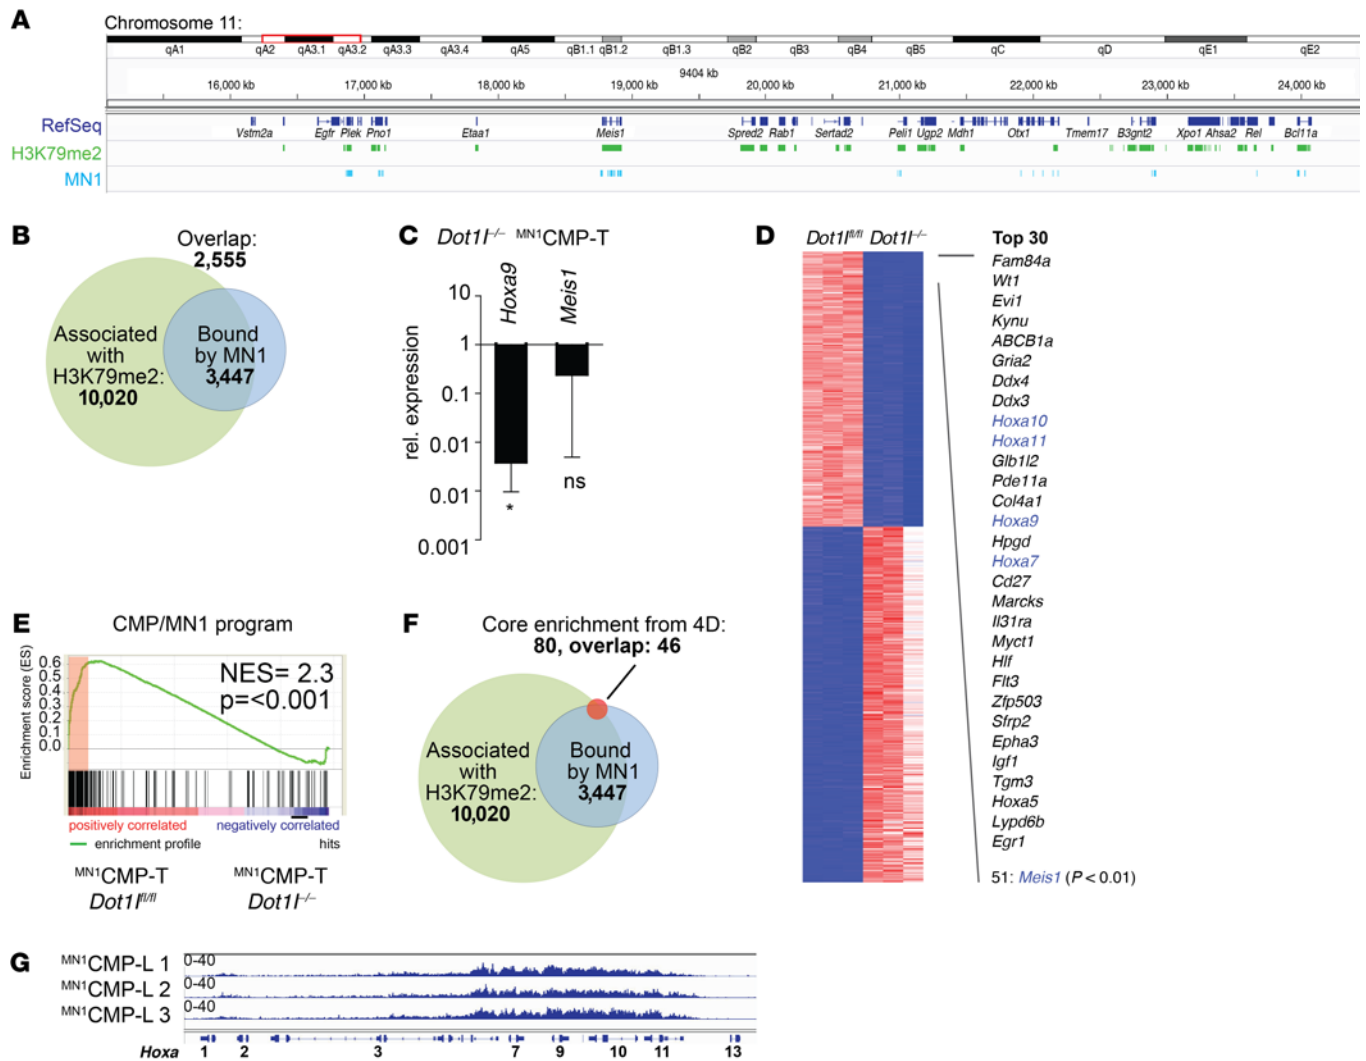 A
Chromosome 11:
qA1 qA2 qA3.1 qA3.2 qA3.3 qA3.4 qA5 qB1.1 qB1.2 qB1.3 qB2 qB3 qB4 qB5 qC qD qE1 qE2
9404 kb
16,000 kb 17,000 kb 18,000 kb 19,000 kb 20,000 kb 21,000 kb 22,000 kb 23,000 kb 24,000 kb
RefSeq
Vstm2a Egfr Plek Pno1 Etaa1 Meis1 Spred2 Rab1 Sertad2 Peli1 Ugp2 Mdh1 Otx1 Tmem17 B3gnt2 Xpo1 Ahsa2 Rel Bcl11a
H3K79me2
MN1
B
Overlap:
2,555
Associated
with
H3K79me2:
10,020
Bound
by MN1
3,447
C
Dot1l–/– MN1CMP-T
Hoxa9
Meis1
rel. expression
10
1
0.1
0.01
0.01
0.001
*
ns
D
Dot1lfl/fl Dot1l–/–
Top 30
Fam84a
Wt1
Evi1
Kynu
ABCB1a
Gria2
Ddx4
Ddx3
Hoxa10
Hoxa11
Glb1l2
Pde11a
Col4a1
Hoxa9
Hpgd
Hoxa7
Cd27
Marcks
Il31ra
Myct1
Hlf
Flt3
Zfp503
Sfrp2
Epha3
Igf1
Tgm3
Hoxa5
Lypd6b
Egr1
51: Meis1 (P < 0.01)
E
CMP/MN1 program
Enrichment score (ES)
0.6
0.5
0.4
0.3
0.2
0.1
0.0
NES= 2.3
p=<0.001
positively correlated negatively correlated
enrichment profile hits
MN1CMP-T
Dot1lfl/fl
MN1CMP-T
Dot1l–/–
F
Core enrichment from 4D:
80, overlap: 46
Associated
with
H3K79me2:
10,020
Bound
by MN1
3,447
G
MN1CMP-L 1 0-40
MN1CMP-L 2 0-40
MN1CMP-L 3 0-40
Hoxa 1 2 3 7 9 10 11 13